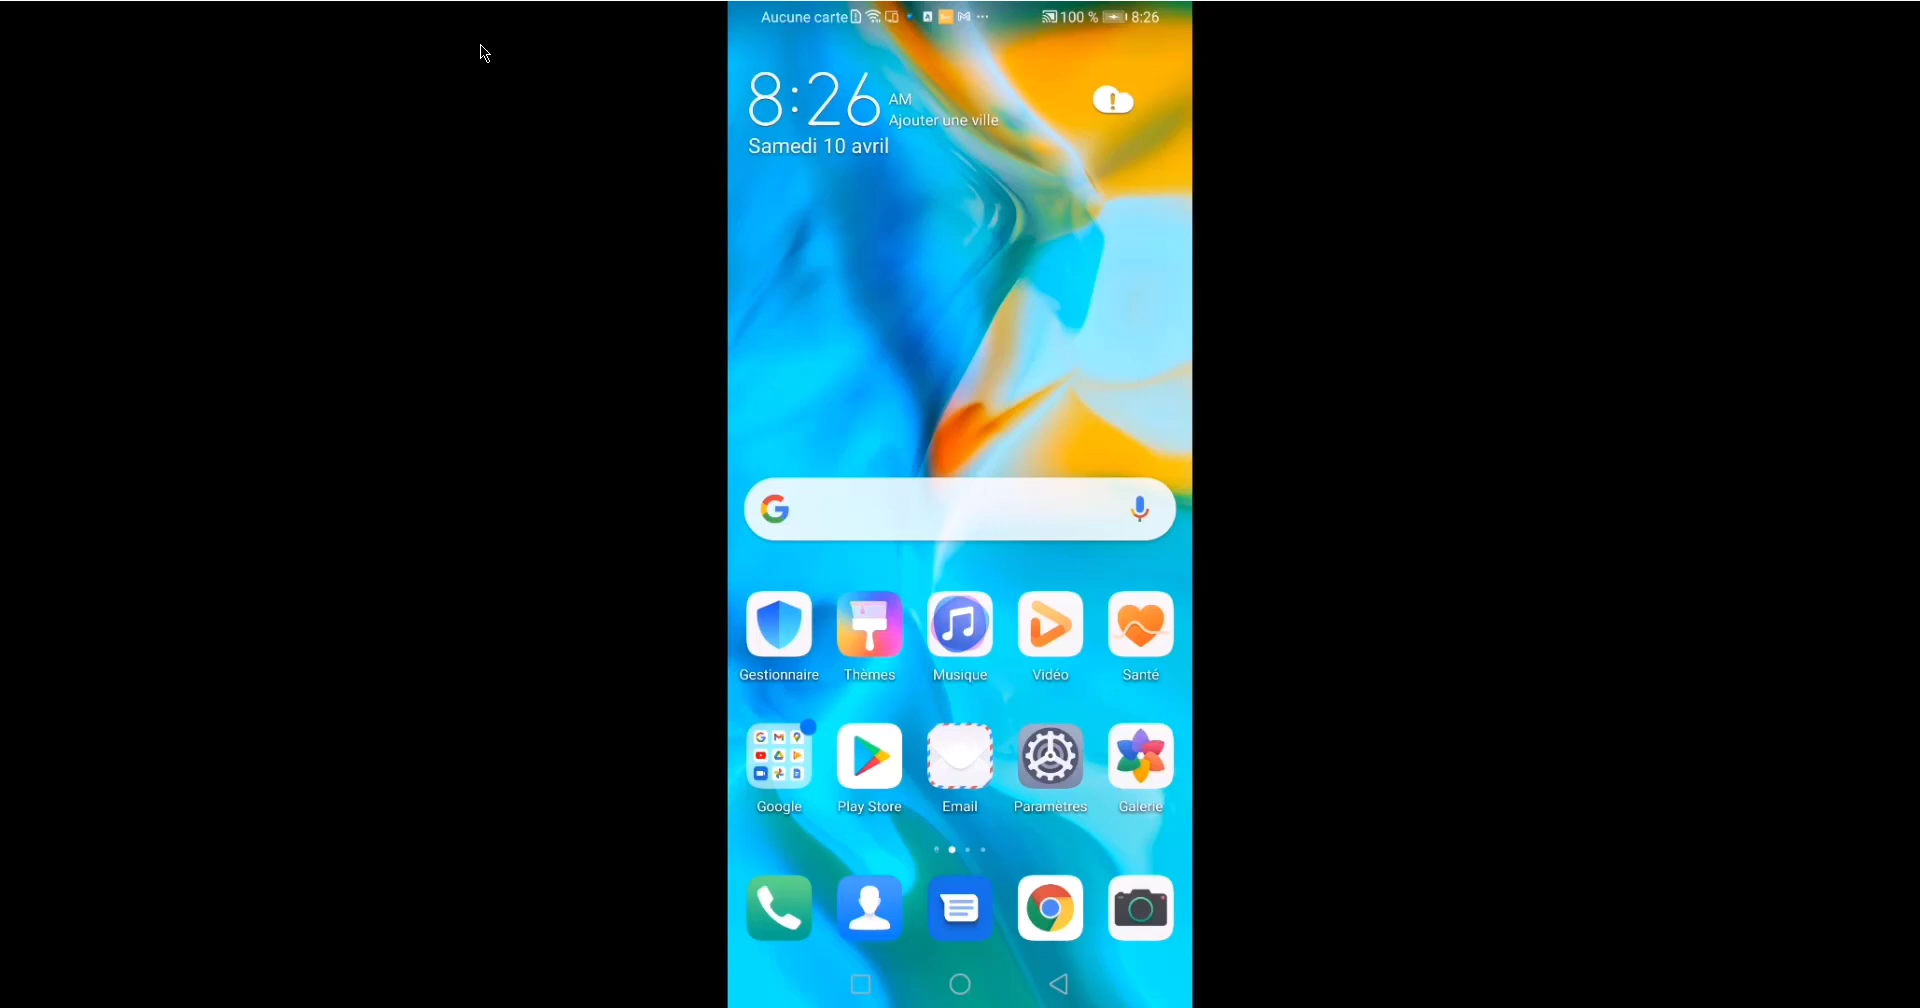 Aucune carte 100 % 8:26
8:26 AM
Ajouter une ville
Samedi 10 avril
Gestionnaire Thèmes Musique Vidéo Santé
Google Play Store Email Paramètres Galerie